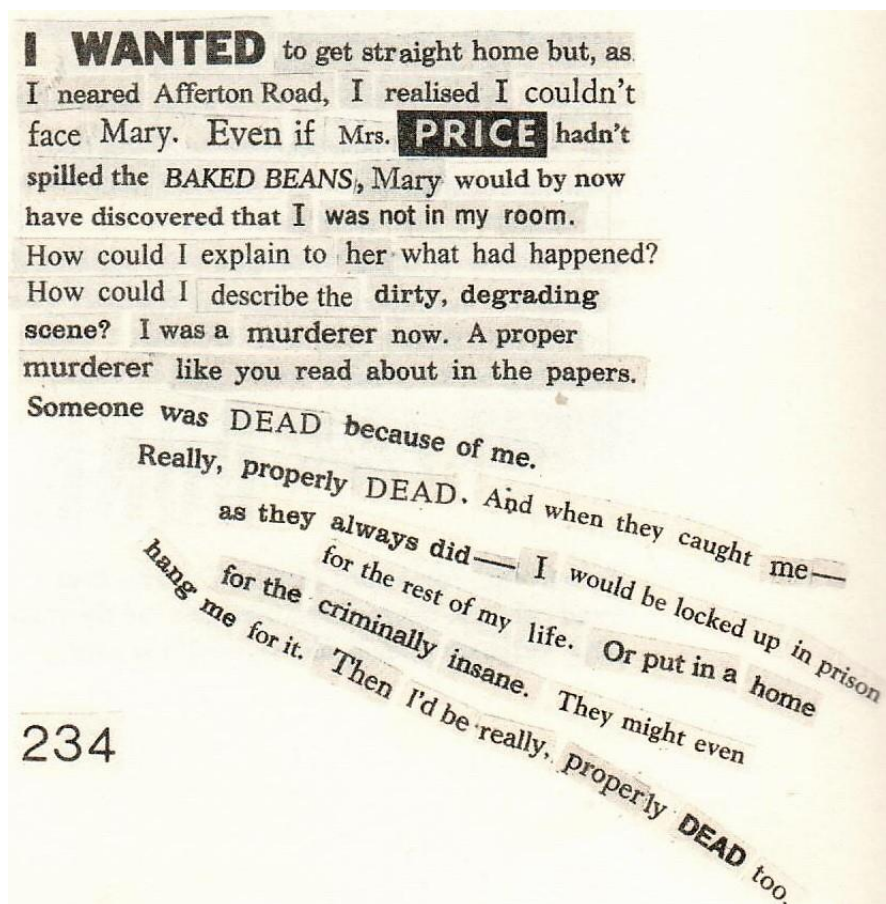 I WANTED to get straight home but, as
I neared Afferton Road, I realised I couldn't
face Mary. Even if Mrs. PRICE hadn't
spilled the BAKED BEANS, Mary would by now
have discovered that I was not in my room.
How could I explain to her what had happened?
How could I describe the dirty, degrading
scene? I was a murderer now. A proper
murderer like you read about in the papers.
Someone was DEAD because of me.
Really, properly DEAD. And when they caught me—
as they always did— I would be locked up in prison
for the rest of my life. Or put in a home
for the criminally insane. They might even
hang me for it. Then I'd be really, properly DEAD too.
234